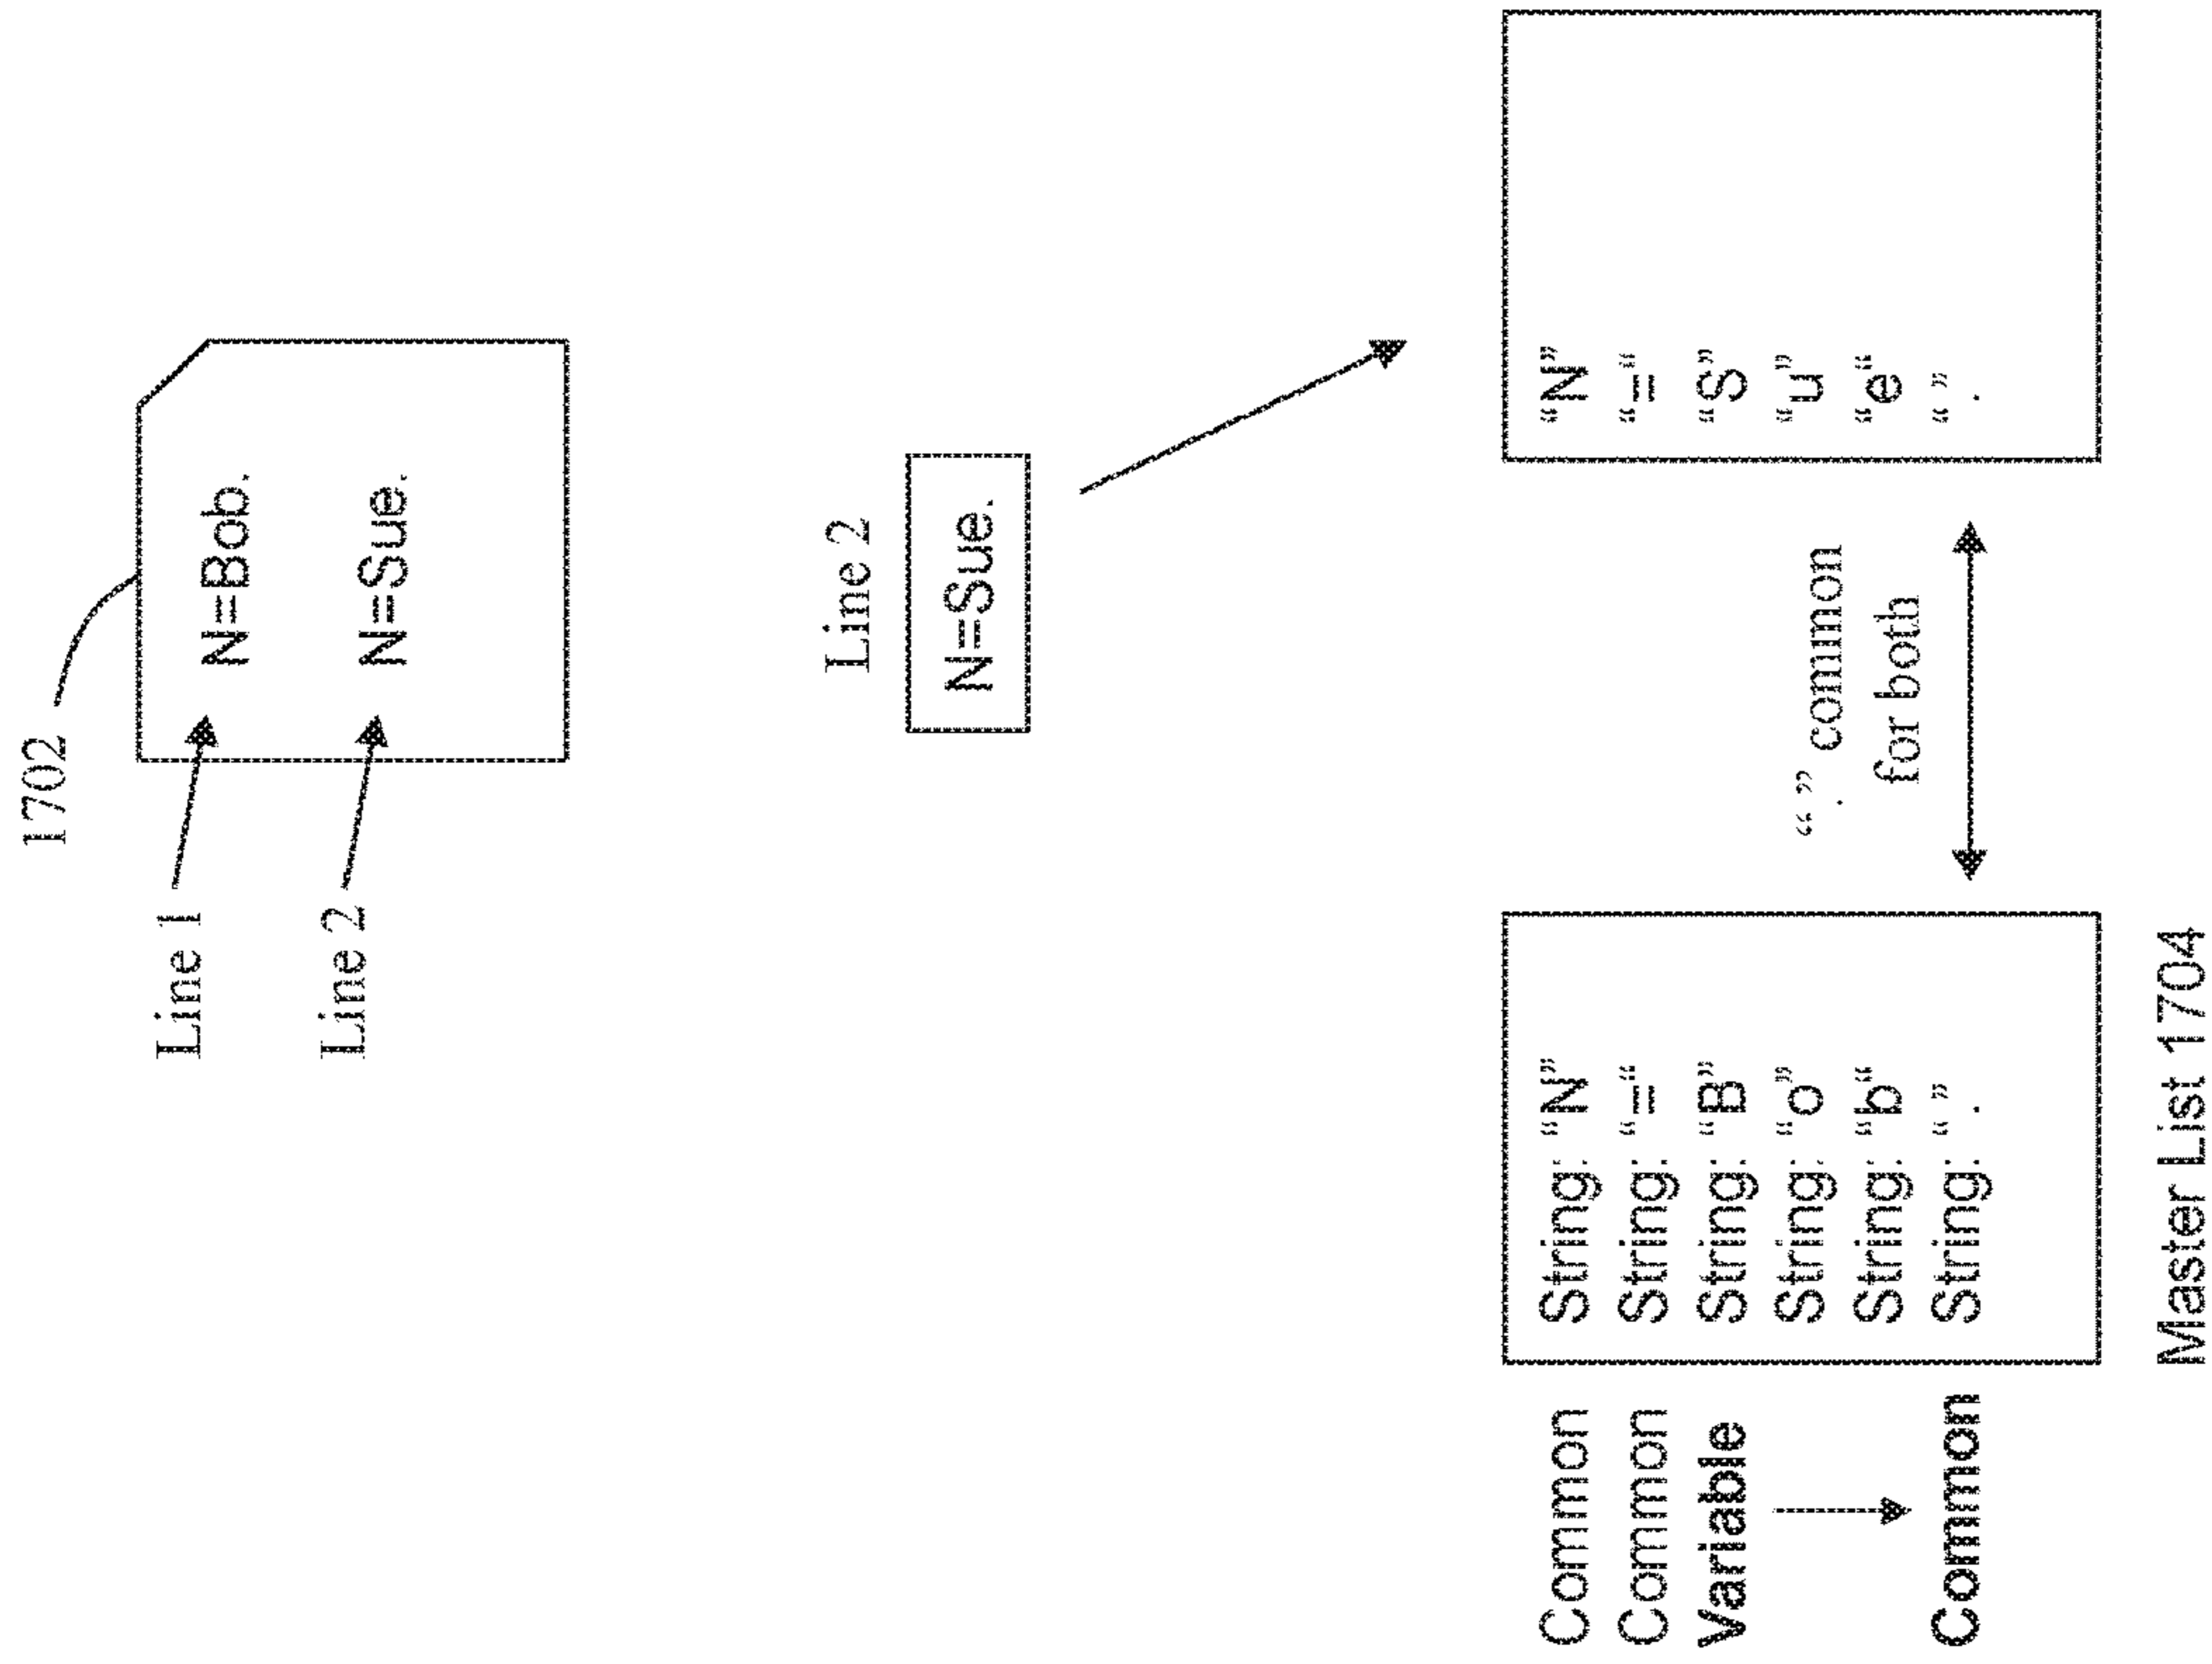 1702
Line 1
N=Bob.
Line 2
N=Sue.
Line 2
N=Sue.
Common String: “N”
Common String: “=“
Variable String: “B”
String: “o”
String: “b“
Common String: “.”
“.” common
for both
“N”
“=“
“S”
“u”
“e“
“.”
Master List 1704